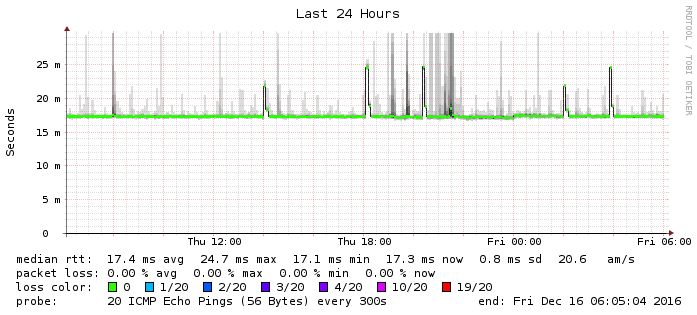 Last 24 Hours
RRDTOOL / TOBI OETIKER
Seconds
25 m
20 m
15 m
10 m
5 m
0
Thu 12:00 Thu 18:00 Fri 00:00 Fri 06:00
median rtt: 17.4 ms avg 24.7 ms max 17.1 ms min 17.3 ms now 0.8 ms sd 20.6 am/s
packet loss: 0.00 % avg 0.00 % max 0.00 % min 0.00 % now
loss color: 0 1/20 2/20 3/20 4/20 10/20 19/20
probe: 20 ICMP Echo Pings (56 Bytes) every 300s end: Fri Dec 16 06:05:04 2016